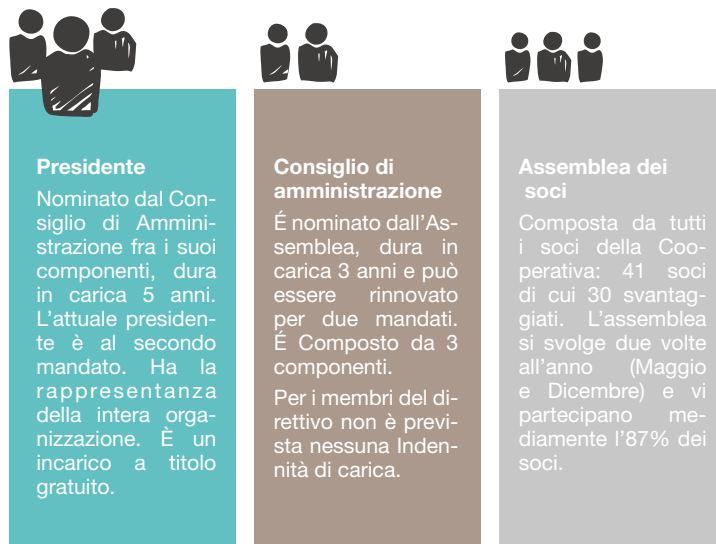 Presidente
Nominato dal Con-
siglio di Ammini-
strazione fra i suoi
componenti, dura
in carica 5 anni.
L'attuale presiden-
te è al secondo
mandato. Ha la
rappresentanza
della intera orga-
nizzazione. È un
incarico a titolo
gratuito.
Consiglio di
amministrazione
É nominato dall'As-
semblea, dura in
carica 3 anni e può
essere rinnovato
per due mandati.
É Composto da 3
componenti.
Per i membri del di-
rettivo non è previ-
sta nessuna Inden-
nità di carica.
Assemblea dei
soci
Composta da tutti
i soci della Coo-
perativa: 41 soci
di cui 30 svantag-
giati. L'assemblea
si svolge due volte
all'anno (Maggio
e Dicembre) e vi
partecipano me-
diamente l'87% dei
soci.